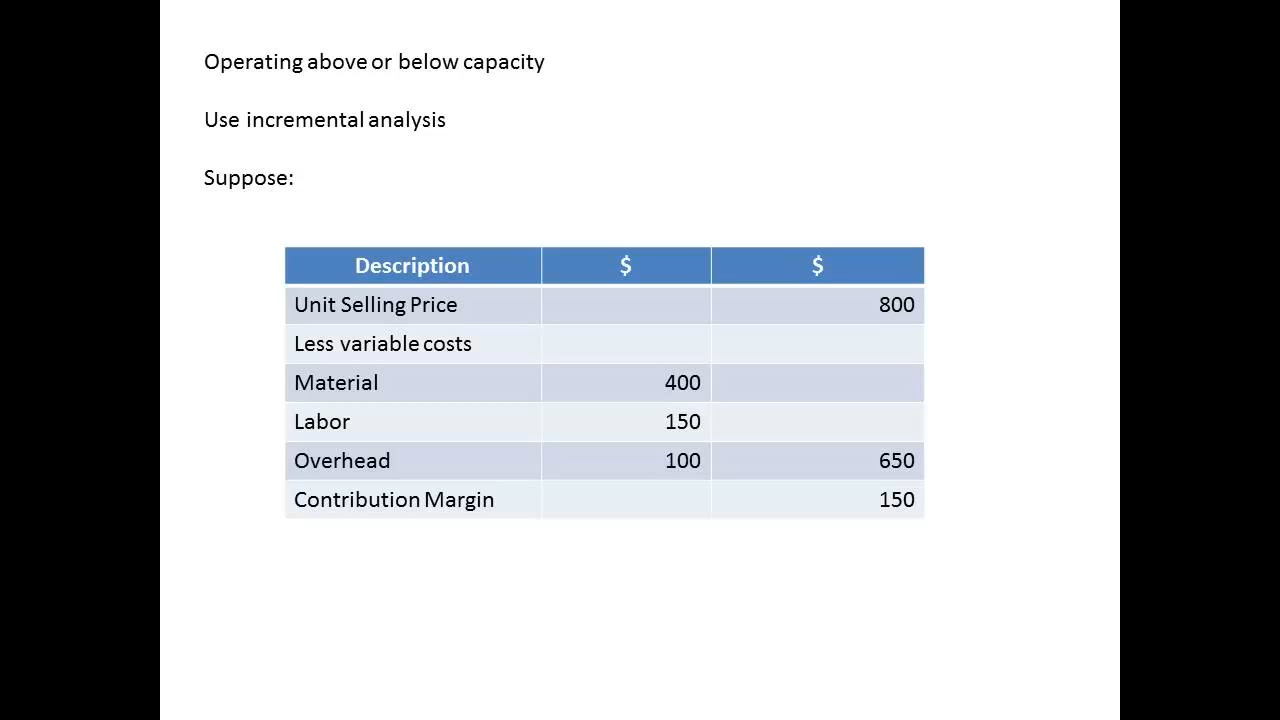 Operating above or below capacity
Use incremental analysis
Suppose:
Description $ $
Unit Selling Price 800
Less variable costs
Material 400
Labor 150
Overhead 100 650
Contribution Margin 150